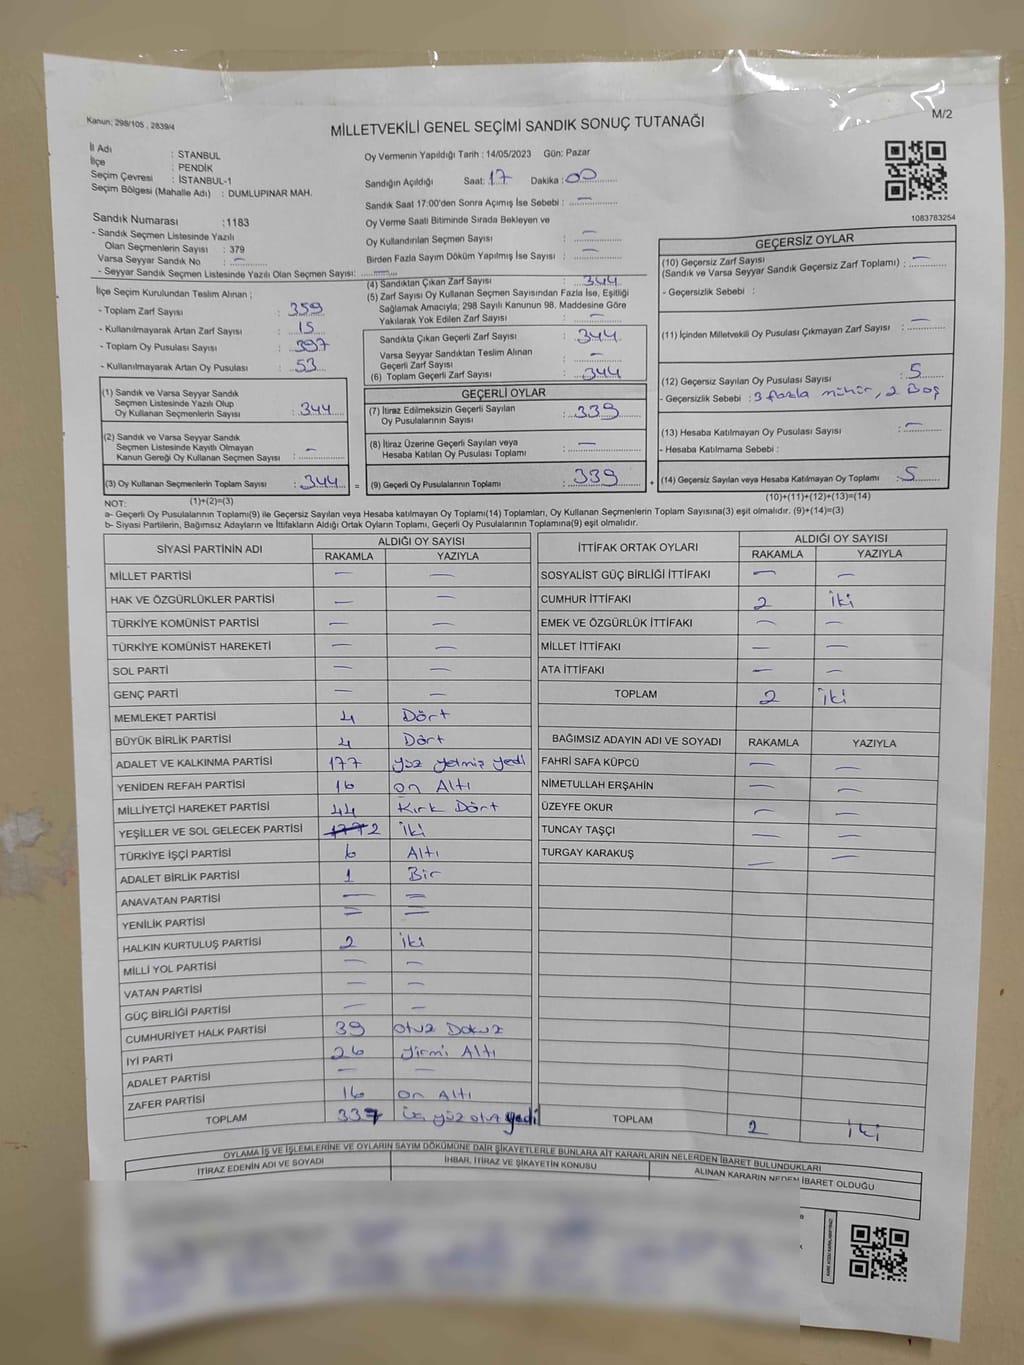 Kanun; 298/105 , 2839/4
MİLLETVEKİLİ GENEL SEÇİMİ SANDIK SONUÇ TUTANAĞI
M/2
İl Adı : STANBUL
İlçe : PENDİK
Seçim Çevresi : İSTANBUL-1
Seçim Bölgesi (Mahalle Adı) : DUMLUPINAR MAH.
Sandık Numarası :1183
- Sandık Seçmen Listesinde Yazılı
Olan Seçmenlerin Sayısı : 379
Varsa Seyyar Sandık No : –
- Seyyar Sandık Seçmen Listesinde Yazılı Olan Seçmen Sayısı: –
Oy Vermenin Yapıldığı Tarih : 14/05/2023 Gün: Pazar
Sandığın Açıldığı Saat: 17 Dakika : 00
Sandık Saat 17:00'den Sonra Açımış İse Sebebi : –
Oy Verme Saati Bitiminde Sırada Bekleyen ve
Oy Kullandırılan Seçmen Sayısı : –
Birden Fazla Sayım Döküm Yapılmış İse Sayısı : –
1083783254
İlçe Seçim Kurulundan Teslim Alınan ;
- Toplam Zarf Sayısı : 359
- Kullanılmayarak Artan Zarf Sayısı : 15
- Toplam Oy Pusulası Sayısı : 397
- Kullanılmayarak Artan Oy Pusulası : 53
(1) Sandık ve Varsa Seyyar Sandık
Seçmen Listesinde Yazılı Olup
Oy Kullanan Seçmenlerin Sayısı : 344
(2) Sandık ve Varsa Seyyar Sandık
Seçmen Listesinde Kayıtlı Olmayan
Kanun Gereği Oy Kullanan Seçmen Sayısı : –
(3) Oy Kullanan Seçmenlerin Toplam Sayısı : 344 =
(1)+(2)=(3)
(4) Sandıktan Çıkan Zarf Sayısı : 344
(5) Zarf Sayısı Oy Kullanan Seçmen Sayısından Fazla İse, Eşitliği
Sağlamak Amacıyla; 298 Sayılı Kanunun 98. Maddesine Göre
Yakılarak Yok Edilen Zarf Sayısı : –
Sandıkta Çıkan Geçerli Zarf Sayısı : 344
Varsa Seyyar Sandıktan Teslim Alınan
Geçerli Zarf Sayısı : –
(6) Toplam Geçerli Zarf Sayısı : 344
GEÇERLİ OYLAR
(7) İtiraz Edilmeksizin Geçerli Sayılan
Oy Pusulalarının Sayısı : 339
(8) İtiraz Üzerine Geçerli Sayılan veya
Hesaba Katılan Oy Pusulası Toplamı : –
(9) Geçerli Oy Pusulalarının Toplamı : 339 +
GEÇERSİZ OYLAR
(10) Geçersiz Zarf Sayısı
(Sandık ve Varsa Seyyar Sandık Geçersiz Zarf Toplamı) : –
- Geçersizlik Sebebi :
(11) İçinden Milletvekili Oy Pusulası Çıkmayan Zarf Sayısı : –
(12) Geçersiz Sayılan Oy Pusulası Sayısı : 5
- Geçersizlik Sebebi : 3 fazla mühür, 2 Boş
(13) Hesaba Katılmayan Oy Pusulası Sayısı : –
- Hesaba Katılmama Sebebi :
(14) Geçersiz Sayılan veya Hesaba Katılmayan Oy Toplamı : 5
(10)+(11)+(12)+(13)=(14)
NOT:
a- Geçerli Oy Pusulalarının Toplamı(9) ile Geçersiz Sayılan veya Hesaba katılmayan Oy Toplamı(14) Toplamları, Oy Kullanan Seçmenlerin Toplam Sayısına(3) eşit olmalıdır. (9)+(14)=(3)
b- Siyasi Partilerin, Bağımsız Adayların ve İttifakların Aldığı Ortak Oyların Toplamı, Geçerli Oy Pusulalarının Toplamına(9) eşit olmalıdır.
SİYASİ PARTİNİN ADI ALDIĞI OY SAYISI
RAKAMLA YAZIYLA
MİLLET PARTİSİ – –
HAK VE ÖZGÜRLÜKLER PARTİSİ – –
TÜRKİYE KOMÜNİST PARTİSİ – –
TÜRKİYE KOMÜNİST HAREKETİ – –
SOL PARTİ – –
GENÇ PARTİ – –
MEMLEKET PARTİSİ 4 Dört
BÜYÜK BİRLİK PARTİSİ 4 Dört
ADALET VE KALKINMA PARTİSİ 177 yüz yetmiş yedi
YENİDEN REFAH PARTİSİ 16 on Altı
MİLLİYETÇİ HAREKET PARTİSİ 44 Kırk Dört
YEŞİLLER VE SOL GELECEK PARTİSİ 2 iki
TÜRKİYE İŞÇİ PARTİSİ 6 Altı
ADALET BİRLİK PARTİSİ 1 Bir
ANAVATAN PARTİSİ – –
YENİLİK PARTİSİ – –
HALKIN KURTULUŞ PARTİSİ 2 iki
MİLLİ YOL PARTİSİ – –
VATAN PARTİSİ – –
GÜÇ BİRLİĞİ PARTİSİ – –
CUMHURİYET HALK PARTİSİ 39 otuz Dokuz
İYİ PARTİ 26 yirmi Altı
ADALET PARTİSİ – –
ZAFER PARTİSİ 16 on Altı
TOPLAM 337 üç yüz otuz yedi
İTTİFAK ORTAK OYLARI ALDIĞI OY SAYISI
RAKAMLA YAZIYLA
SOSYALİST GÜÇ BİRLİĞİ İTTİFAKI – –
CUMHUR İTTİFAKI 2 iki
EMEK VE ÖZGÜRLÜK İTTİFAKI – –
MİLLET İTTİFAKI – –
ATA İTTİFAKI – –
TOPLAM 2 iki
BAĞIMSIZ ADAYIN ADI VE SOYADI RAKAMLA YAZIYLA
FAHRİ SAFA KÜPCÜ – –
NİMETULLAH ERŞAHİN – –
ÜZEYFE OKUR – –
TUNCAY TAŞÇI – –
TURGAY KARAKUŞ – –
TOPLAM 2 iki
OYLAMA İŞ VE İŞLEMLERİNE VE OYLARIN SAYIM DÖKÜMÜNE DAİR ŞİKAYETLERLE BUNLARA AİT KARARLARIN NELERDEN İBARET BULUNDUKLARI
İTİRAZ EDENİN ADI VE SOYADI İHBAR, İTİRAZ VE ŞİKAYETİN KONUSU ALINAN KARARIN NEDEN İBARET OLDUĞU